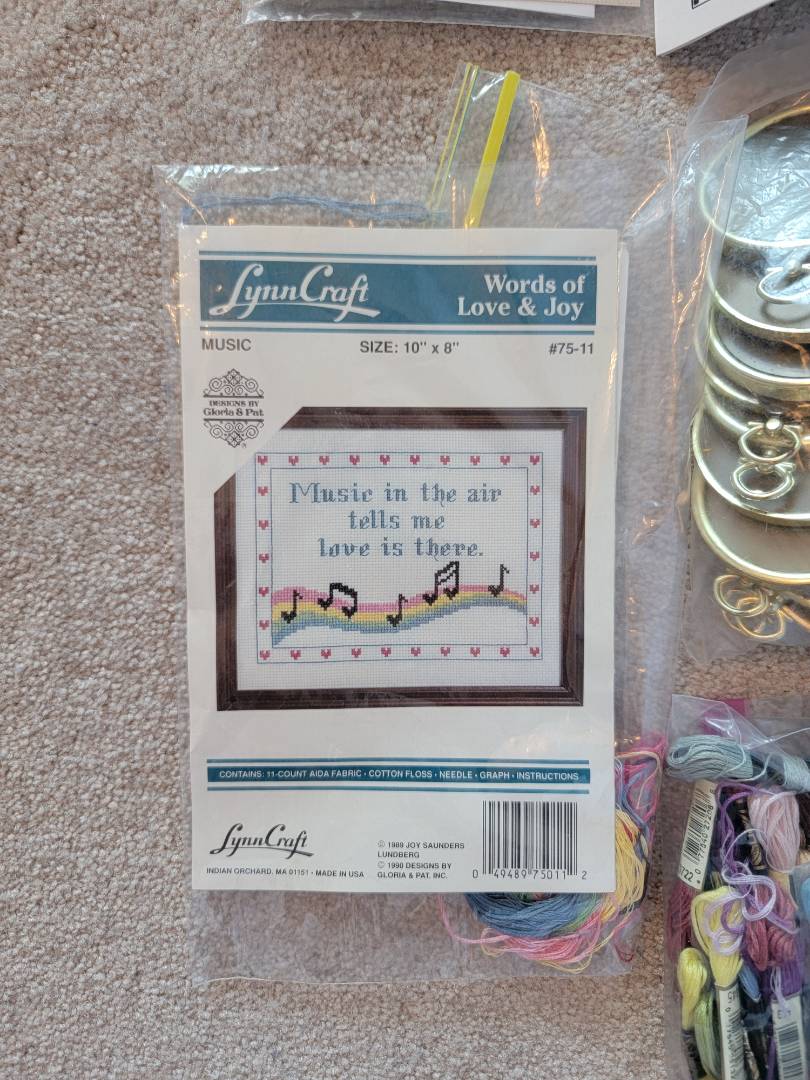 LynnCraft
Words of
Love & Joy
MUSIC
SIZE: 10" x 8"
#75-11
DESIGNS BY
Gloria & Pat
Music in the air
tells me
love is there.
CONTAINS: 11-COUNT AIDA FABRIC • COTTON FLOSS • NEEDLE • GRAPH • INSTRUCTIONS
LynnCraft
INDIAN ORCHARD, MA 01151 • MADE IN USA
© 1989 JOY SAUNDERS
LUNDBERG
© 1990 DESIGNS BY
GLORIA & PAT, INC.
0 49489 75011 2